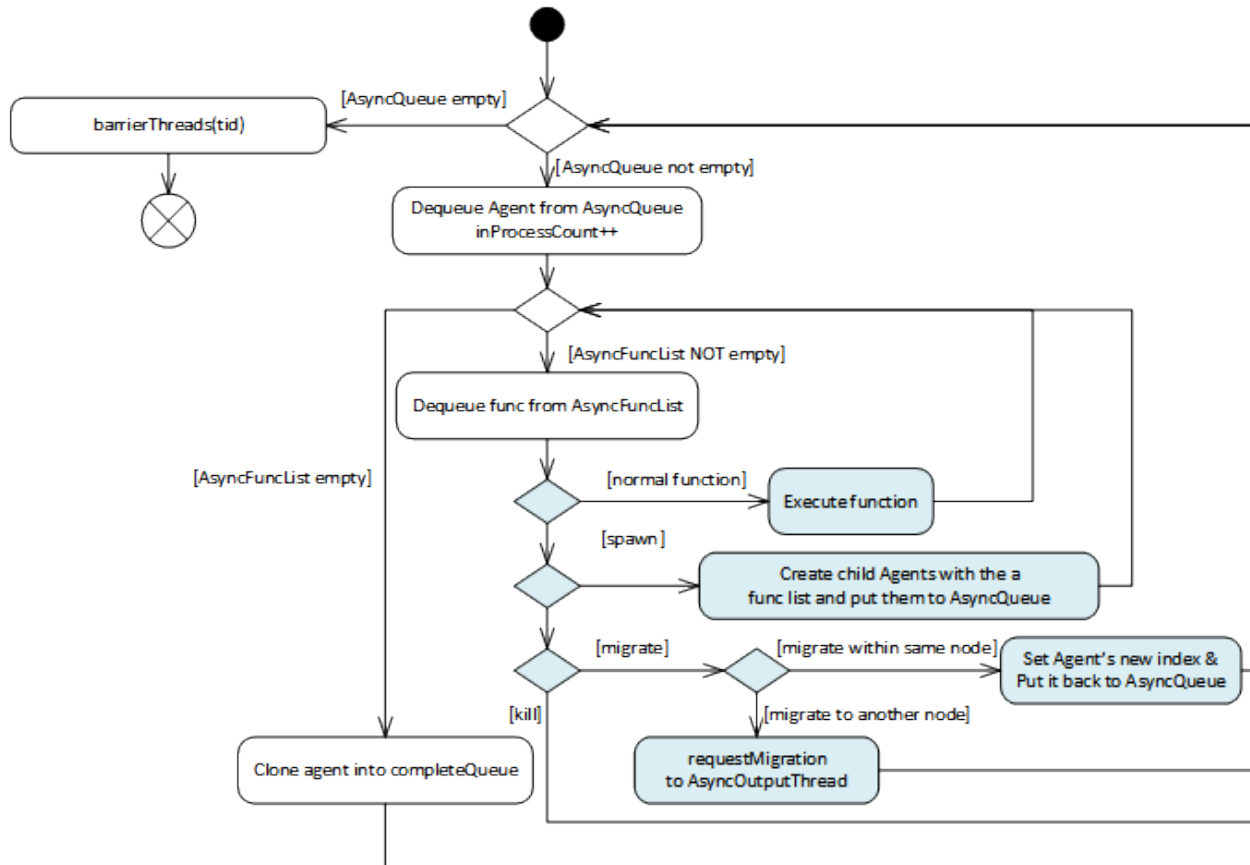 [AsyncQueue empty]
barrierThreads(tid)
[AsyncQueue not empty]
Dequeue Agent from AsyncQueue
inProcessCount++
[AsyncFuncList NOT empty]
Dequeue func from AsyncFuncList
[AsyncFuncList empty]
[normal function]
Execute function
[spawn]
Create child Agents with the a
func list and put them to AsyncQueue
[migrate]
[migrate within same node]
Set Agent's new index &
Put it back to AsyncQueue
[kill]
[migrate to another node]
requestMigration
to AsyncOutputThread
Clone agent into completeQueue